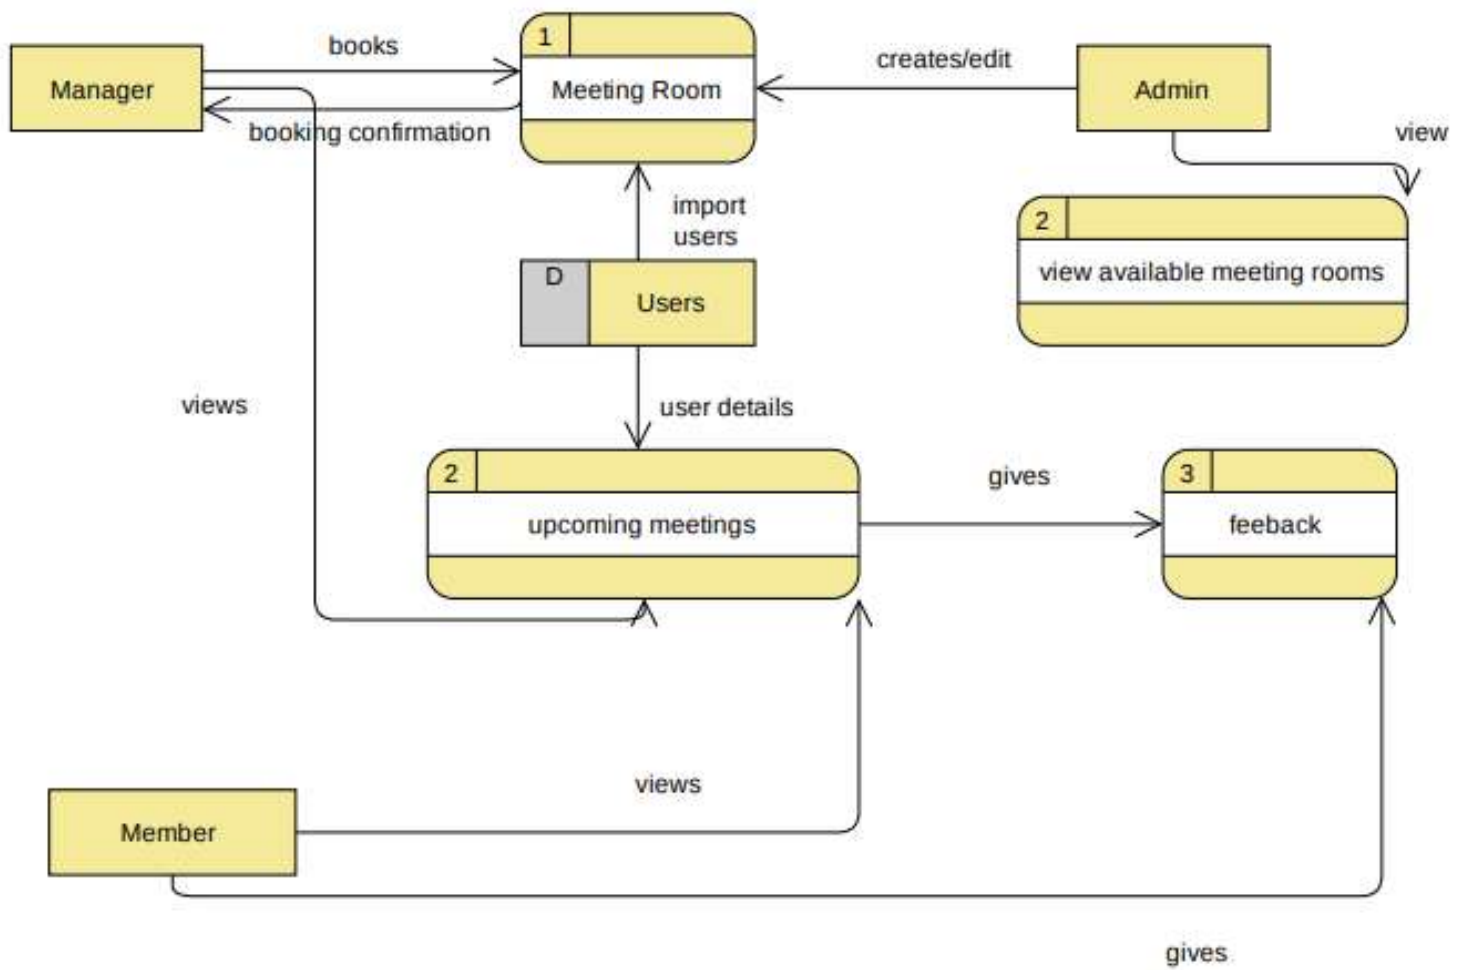 books
1
creates/edit
Manager
Meeting Room
Admin
booking confirmation
view
import
users
2
D
Users
view available meeting rooms
views
user details
2
gives
3
upcoming meetings
feeback
views
Member
gives